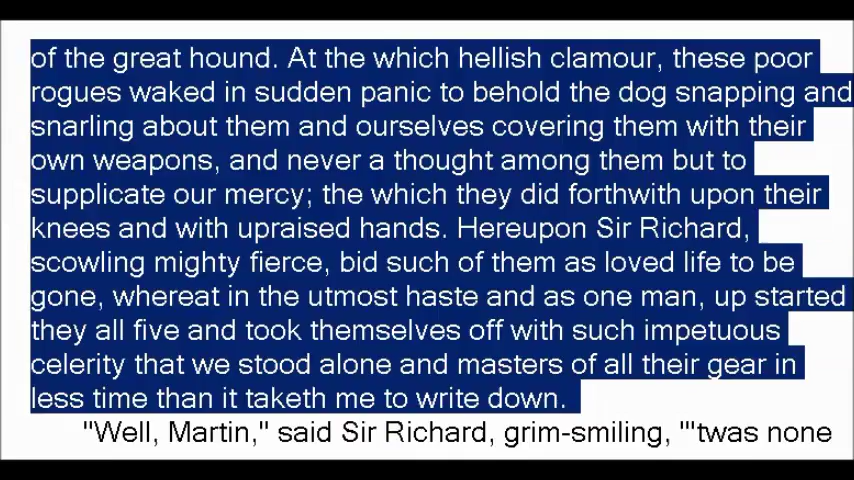 of the great hound. At the which hellish clamour, these poor
rogues waked in sudden panic to behold the dog snapping and
snarling about them and ourselves covering them with their
own weapons, and never a thought among them but to
supplicate our mercy; the which they did forthwith upon their
knees and with upraised hands. Hereupon Sir Richard,
scowling mighty fierce, bid such of them as loved life to be
gone, whereat in the utmost haste and as one man, up started
they all five and took themselves off with such impetuous
celerity that we stood alone and masters of all their gear in
less time than it taketh me to write down.
"Well, Martin," said Sir Richard, grim-smiling, "'twas none